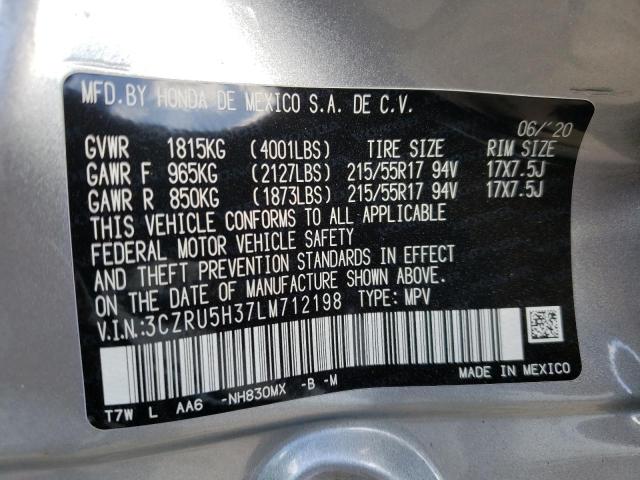 MFD. BY HONDA DE MEXICO S.A. DE C.V.
06/'20
GVWR 1815KG (4001LBS) TIRE SIZE RIM SIZE
GAWR F 965KG (2127LBS) 215/55R17 94V 17X7.5J
GAWR R 850KG (1873LBS) 215/55R17 94V 17X7.5J
THIS VEHICLE CONFORMS TO ALL APPLICABLE
FEDERAL MOTOR VEHICLE SAFETY
AND THEFT PREVENTION STANDARDS IN EFFECT
ON THE DATE OF MANUFACTURE SHOWN ABOVE.
V.I.N.:3CZRU5H37LM712198 TYPE: MPV
T7W L AA6 -NH830MX -B -M
MADE IN MEXICO